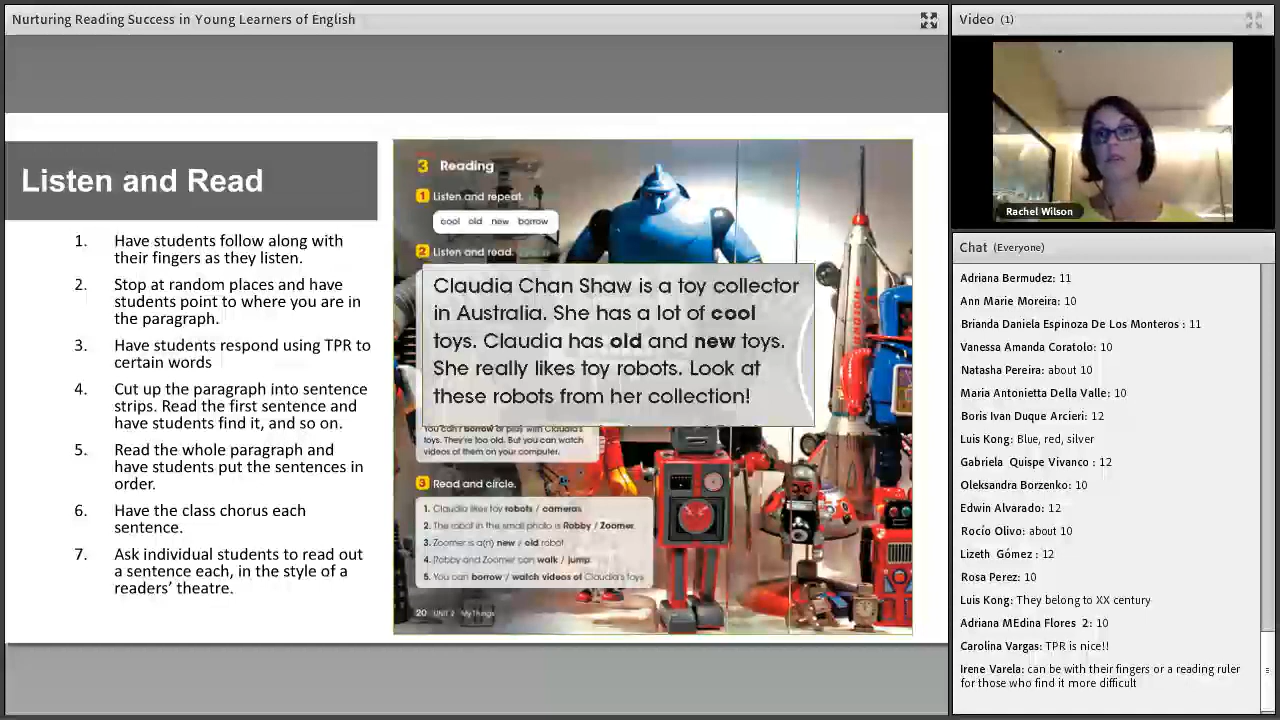 Nurturing Reading Success in Young Learners of English
Listen and Read
1. Have students follow along with
their fingers as they listen.
2. Stop at random places and have
students point to where you are in
the paragraph.
3. Have students respond using TPR to
certain words
4. Cut up the paragraph into sentence
strips. Read the first sentence and
have students find it, and so on.
5. Read the whole paragraph and
have students put the sentences in
order.
6. Have the class chorus each
sentence.
7. Ask individual students to read out
a sentence each, in the style of a
readers’ theatre.
3 Reading
1 Listen and repeat.
cool old new borrow
2 Listen and read.
Claudia Chan Shaw is a toy collector
in Australia. She has a lot of cool
toys. Claudia has old and new toys.
She really likes toy robots. Look at
these robots from her collection!
You can't borrow or play with Claudia's
toys. They're too old. But you can watch
videos of them on your computer.
3 Read and circle.
1. Claudia likes toy robots / cameras.
2. The robot in the small photo is Robby / Zoomer.
3. Zoomer is a(n) new / old robot.
4. Robby and Zoomer can walk / jump.
5. You can borrow / watch videos of Claudia's toys.
20 UNIT 2 My Things
Video (1)
Rachel Wilson
Chat (Everyone)
Adriana Bermudez: 11
Ann Marie Moreira: 10
Brianda Daniela Espinoza De Los Monteros : 11
Vanessa Amanda Coratolo: 10
Natasha Pereira: about 10
Maria Antonietta Della Valle: 10
Boris Ivan Duque Arcieri: 12
Luis Kong: Blue, red, silver
Gabriela Quispe Vivanco : 12
Oleksandra Borzenko: 10
Edwin Alvarado: 12
Rocío Olivo: about 10
Lizeth Gómez : 12
Rosa Perez: 10
Luis Kong: They belong to XX century
Adriana MEdina Flores 2: 10
Carolina Vargas: TPR is nice!!
Irene Varela: can be with their fingers or a reading ruler
for those who find it more difficult